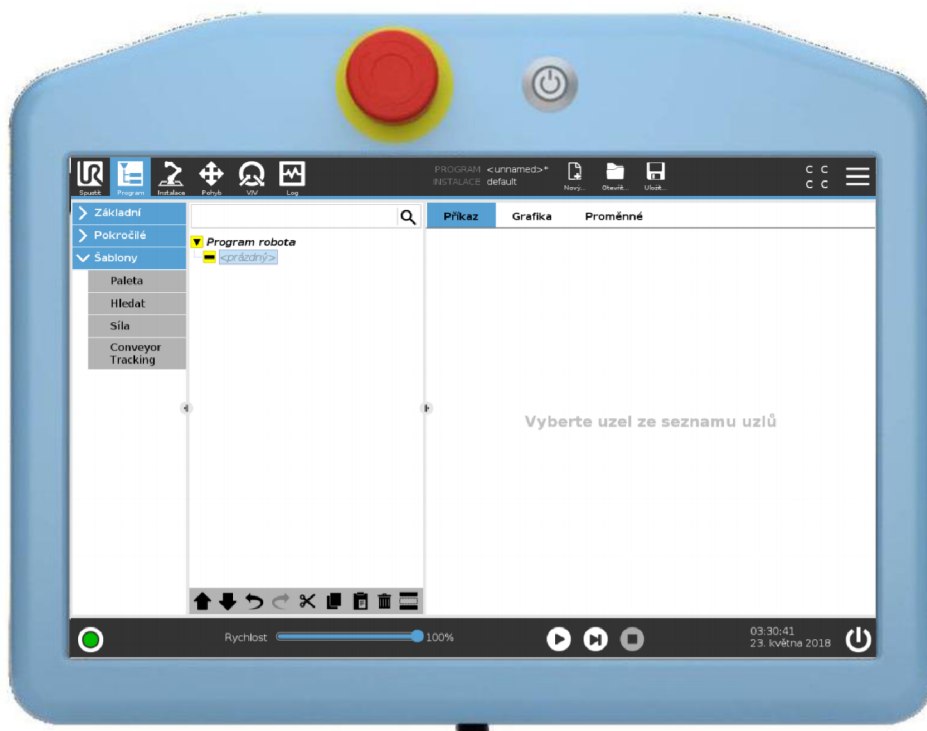 UR
PROGRAM <unnamed>*
INSTALACE default
C C
C C
Spustit Program Instalace Pohyb V/V Log Nový... Otevřít... Uložit...
Základní
Pokročilé
Šablony
Paleta
Hledat
Síla
Conveyor
Tracking
Program robota
<prázdný>
Příkaz Grafika Proměnné
Vyberte uzel ze seznamu uzlů
Rychlost 100%
03:30:41
23. května 2018